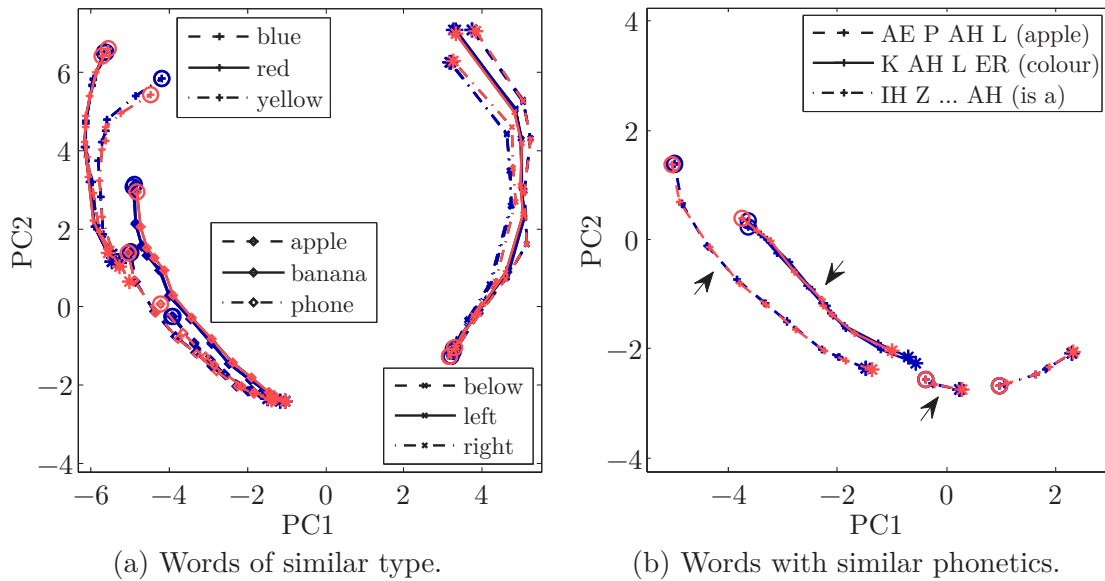 blue
red
yellow
apple
banana
phone
below
left
right
6
4
2
0
−2
−4
PC2
−6
−4
−2
0
2
4
PC1
(a) Words of similar type.
AE P AH L (apple)
K AH L ER (colour)
IH Z ... AH (is a)
4
2
0
−2
−4
PC2
−4
−2
0
2
PC1
(b) Words with similar phonetics.